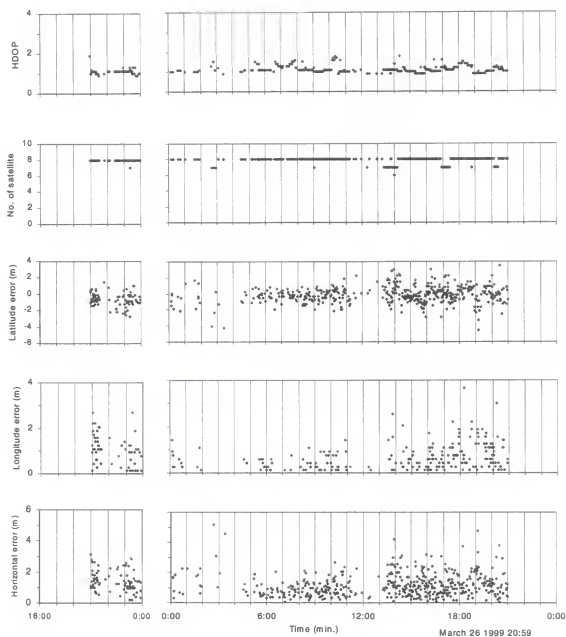 4
2
0
HDOP
10
8
6
4
2
0
No. of satellite
4
2
0
-2
-4
-6
Latitude error (m)
4
2
0
Longitude error (m)
6
4
2
0
Horizontal error (m)
18:00 0:00 0:00 6:00 12:00 18:00 0:00
Time (min.)
March 26 1999 20:59